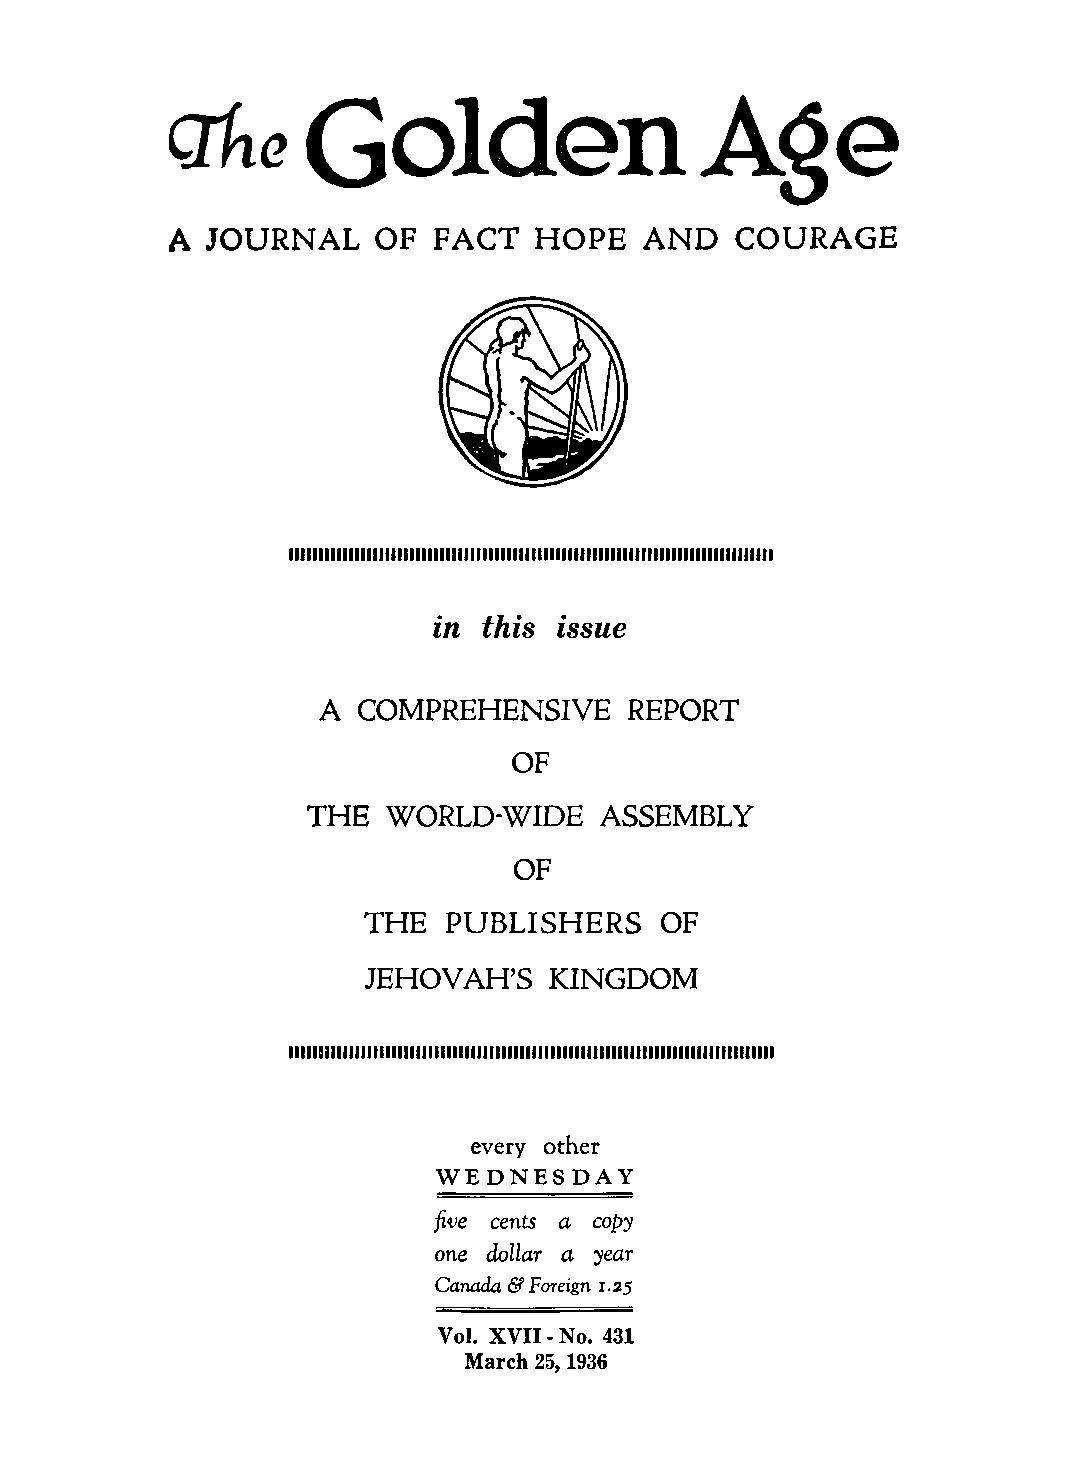 The Golden Age
A JOURNAL OF FACT HOPE AND COURAGE
in this issue
A COMPREHENSIVE REPORT
OF
THE WORLD-WIDE ASSEMBLY
OF
THE PUBLISHERS OF
JEHOVAH'S KINGDOM
every other
WEDNESDAY
five cents a copy
one dollar a year
Canada & Foreign 1.25
Vol. XVII - No. 431
March 25, 1936